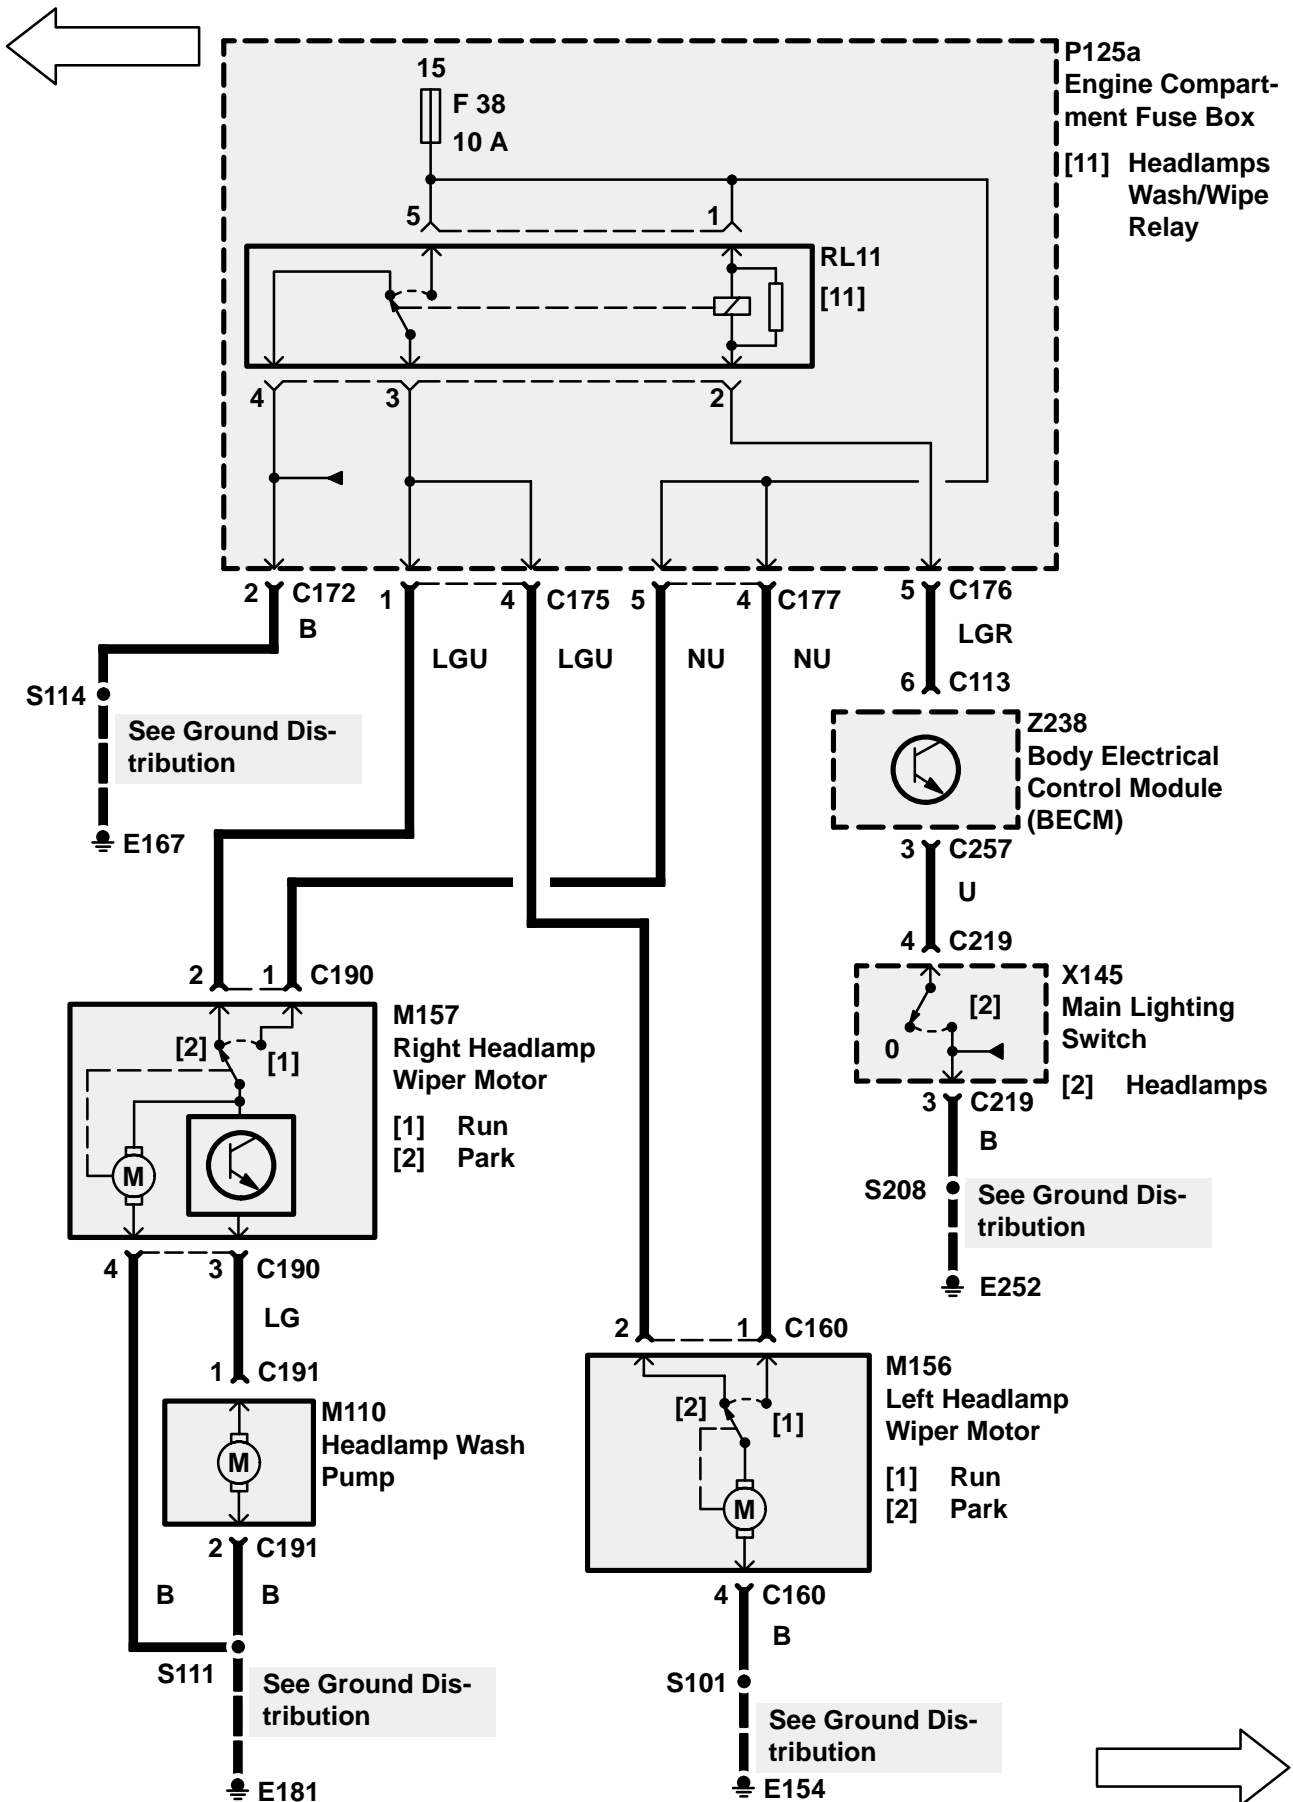 15
F 38
10 A
P125a
Engine Compart-
ment Fuse Box
[11] Headlamps
Wash/Wipe
Relay
5 1
RL11
[11]
4 3 2
2 C172
B
1 4 C175
5 4 C177
5 C176
LGU LGU NU NU
LGR
6 C113
S114
See Ground Dis-
tribution
E167
Z238
Body Electrical
Control Module
(BECM)
3 C257
U
4 C219
2 1 C190
X145
Main Lighting
Switch
[2] Headlamps
[2]
0
3 C219
B
S208
See Ground Dis-
tribution
E252
M157
Right Headlamp
Wiper Motor
[1] Run
[2] Park
[2] [1]
M
4 3 C190
LG
1 C191
M110
Headlamp Wash
Pump
M
2 C191
B B
S111
See Ground Dis-
tribution
E181
2 1 C160
M156
Left Headlamp
Wiper Motor
[1] Run
[2] Park
[2] [1]
M
4 C160
B
S101
See Ground Dis-
tribution
E154